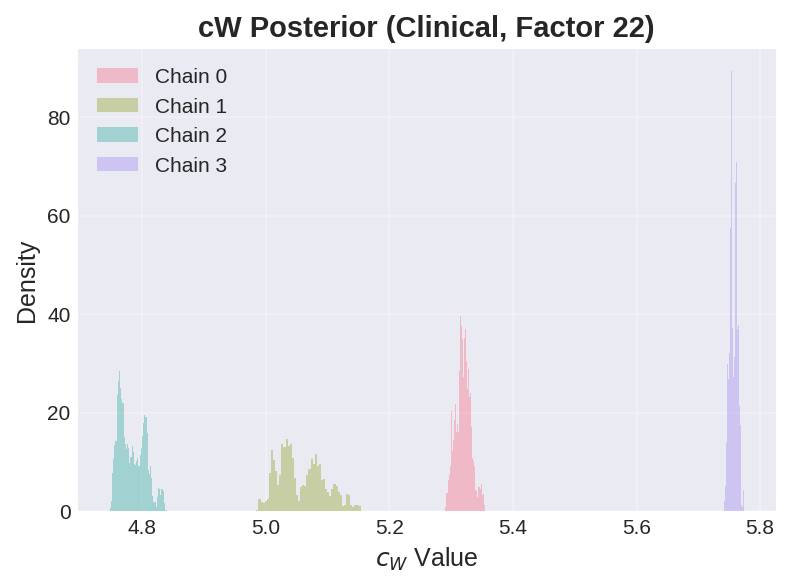 cW Posterior (Clinical, Factor 22)
Chain 0
Chain 1
Chain 2
Chain 3
Density
80
60
40
20
0
4.8 5.0 5.2 5.4 5.6 5.8
c_W Value